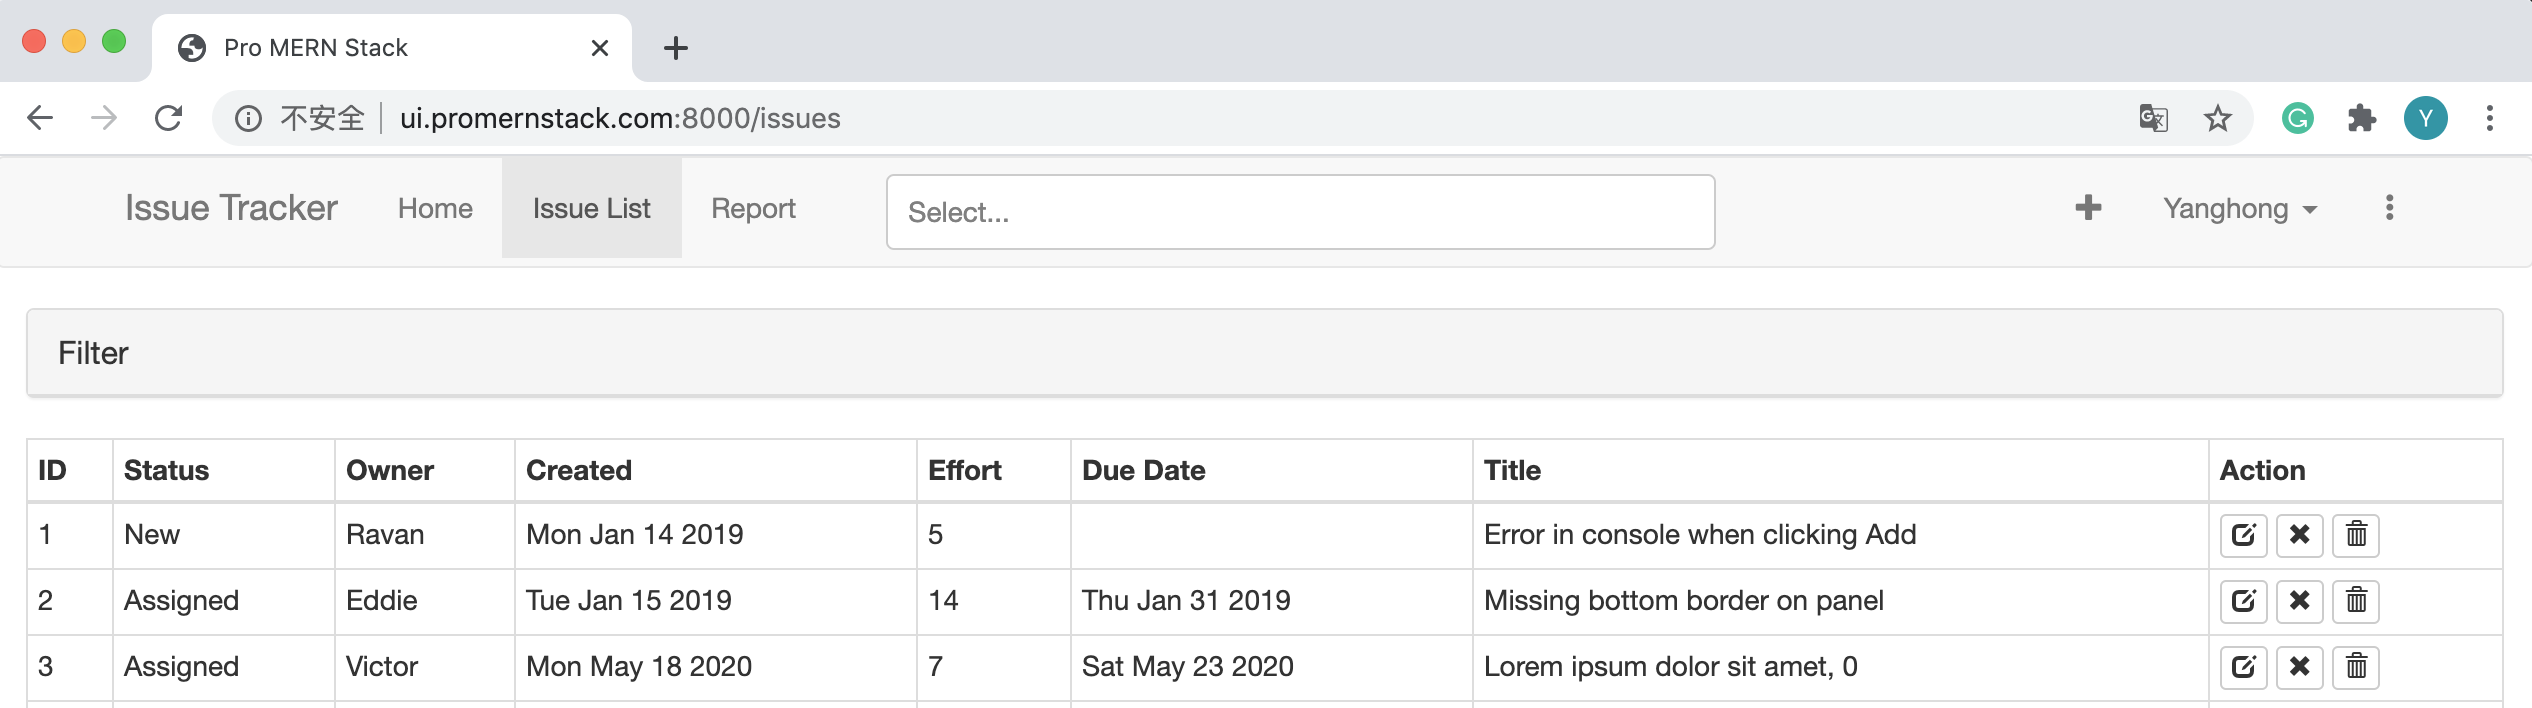 Pro MERN Stack
不安全 ui.promernstack.com:8000/issues Y
Issue Tracker Home Issue List Report Select... Yanghong
Filter
ID Status Owner Created Effort Due Date Title Action
1 New Ravan Mon Jan 14 2019 5 Error in console when clicking Add
2 Assigned Eddie Tue Jan 15 2019 14 Thu Jan 31 2019 Missing bottom border on panel
3 Assigned Victor Mon May 18 2020 7 Sat May 23 2020 Lorem ipsum dolor sit amet, 0